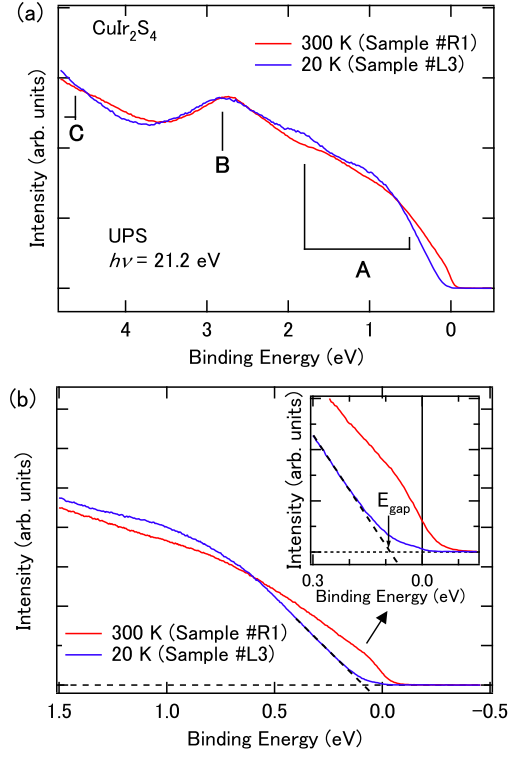 (a)
CuIr₂S₄
300 K (Sample #R1)
20 K (Sample #L3)
Intensity (arb. units)
C
B
A
UPS
hν = 21.2 eV
4 3 2 1 0
Binding Energy (eV)
(b)
Intensity (arb. units)
Intensity (arb. units)
E_gap
0.3 0.0
Binding Energy (eV)
300 K (Sample #R1)
20 K (Sample #L3)
1.5 1.0 0.5 0.0 -0.5
Binding Energy (eV)